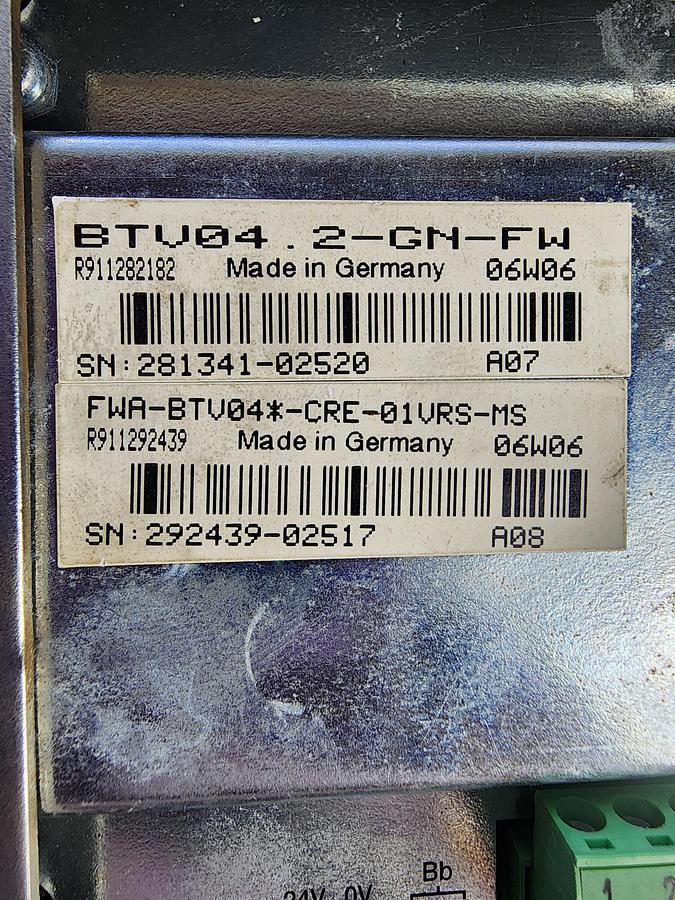 BTV04.2-GN-FW
R911282182 Made in Germany 06W06
SN:281341-02520 A07
FWA-BTV04*-CRE-01VRS-MS
R911292439 Made in Germany 06W06
SN:292439-02517 A08
Bb
24V 0V
1 2